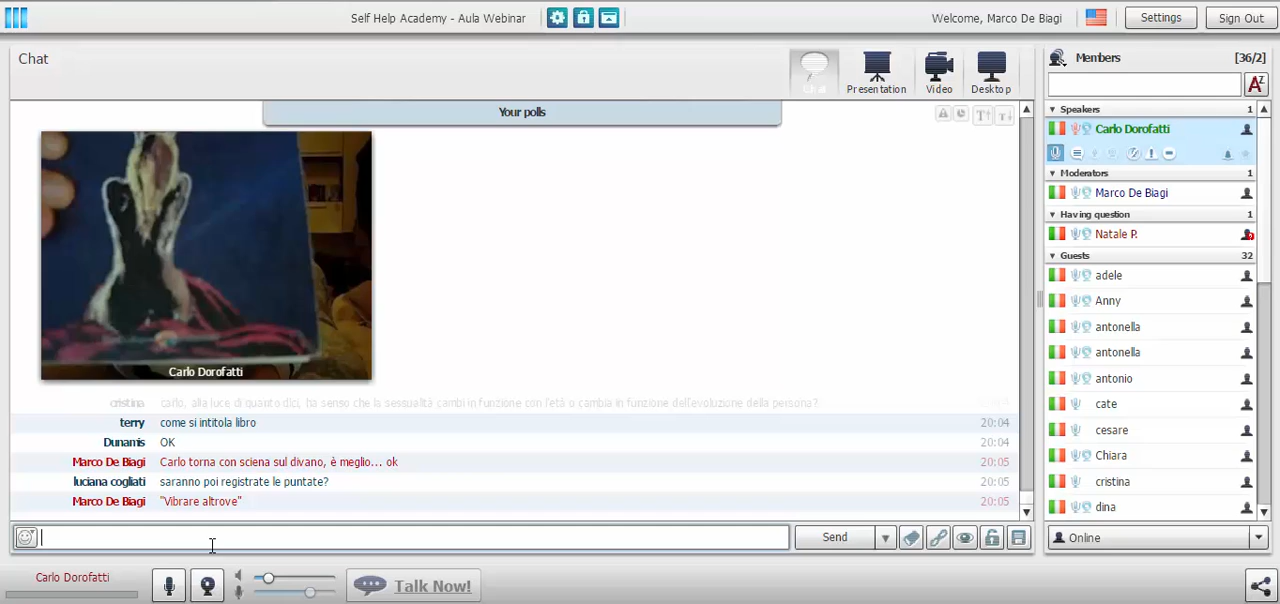 Self Help Academy - Aula Webinar
Welcome, Marco De Biagi
Settings
Sign Out
Chat
Chat
Presentation
Video
Desktop
Members
[36/2]
Your polls
Speakers 1
Carlo Dorofatti
Moderators 1
Marco De Biagi
Having question 1
Natale P.
Guests 32
adele
Anny
antonella
antonella
antonio
cate
cesare
Chiara
cristina
dina
Carlo Dorofatti
cristina carlo, alla luce di quanto dici, ha senso che la sessualità cambi in funzione con l'età o cambia in funzione dell'evoluzione della persona?
terry come si intitola libro 20:04
Dunamis OK 20:04
Marco De Biagi Carlo torna con sciena sul divano, è meglio... ok 20:05
luciana cogliati saranno poi registrate le puntate? 20:05
Marco De Biagi "Vibrare altrove" 20:05
Send
Online
Carlo Dorofatti
Talk Now!